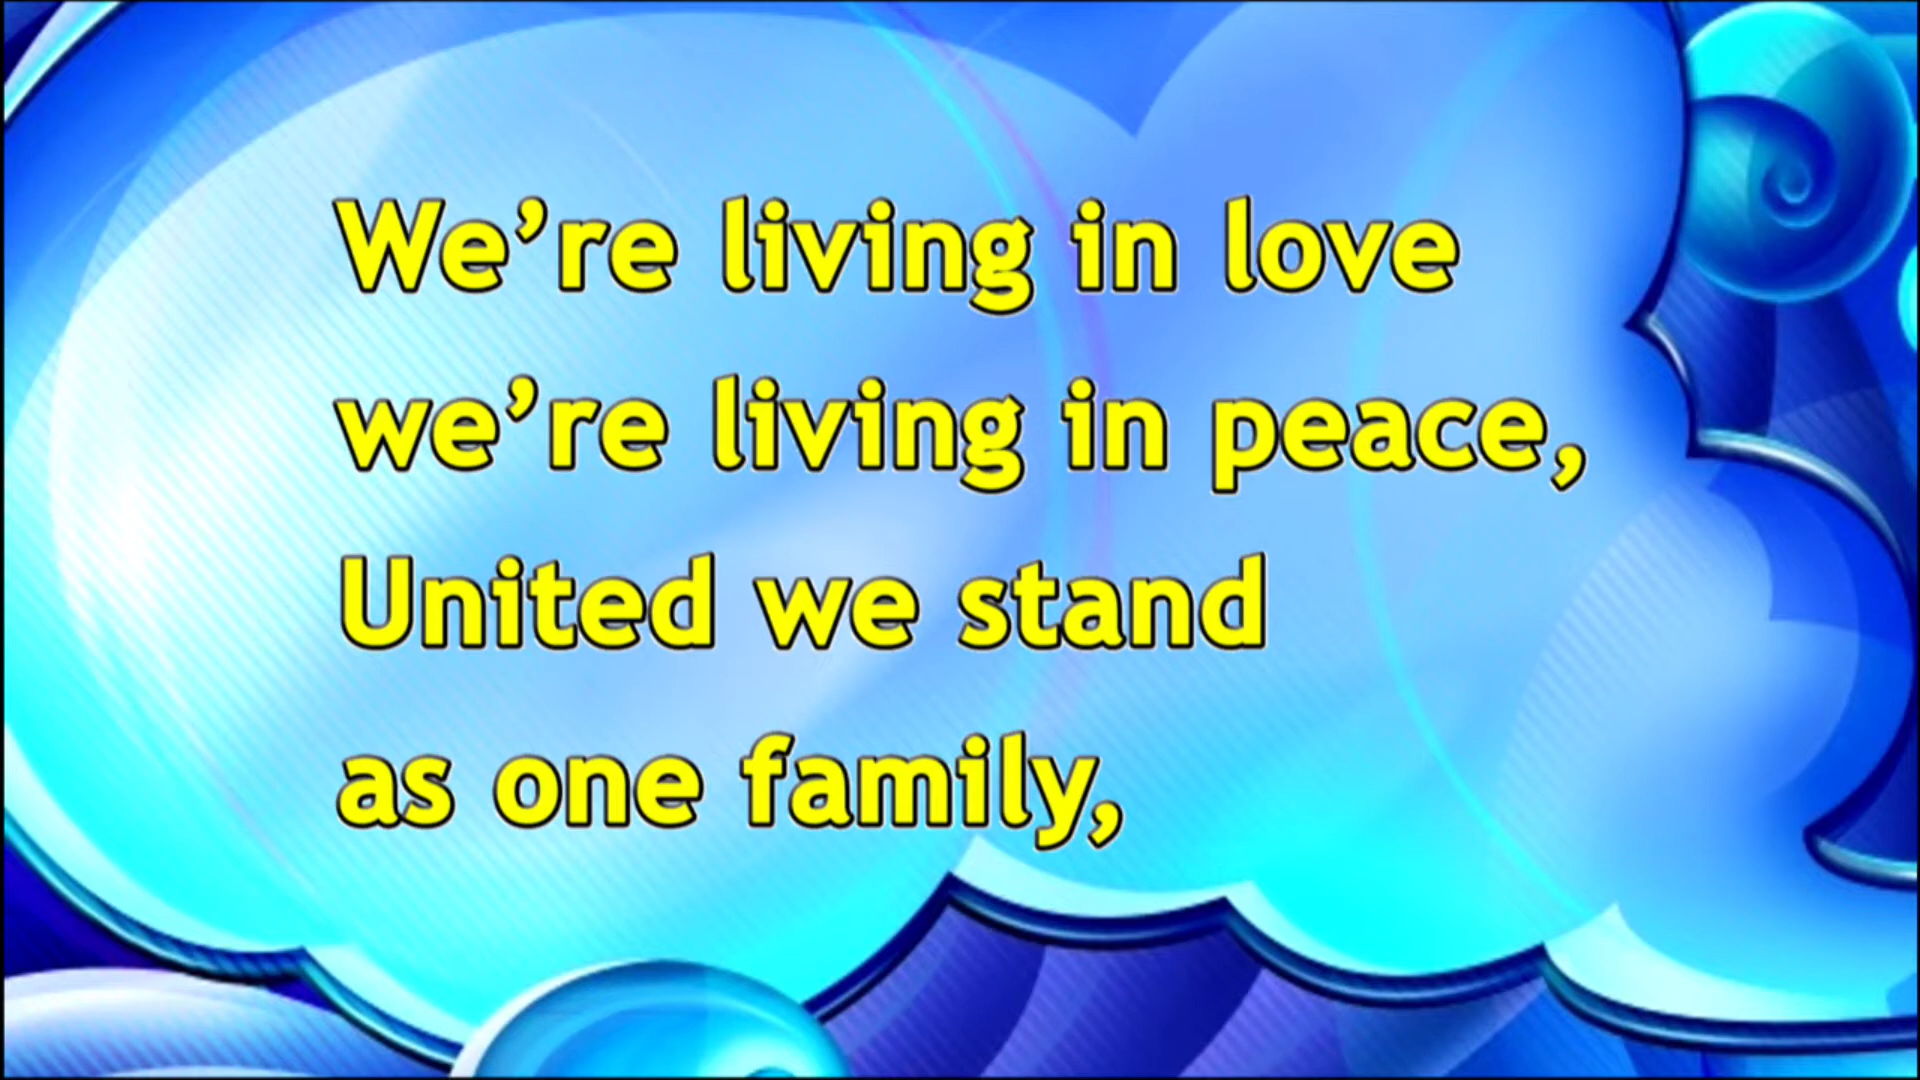 We’re living in love
we’re living in peace,
United we stand
as one family,